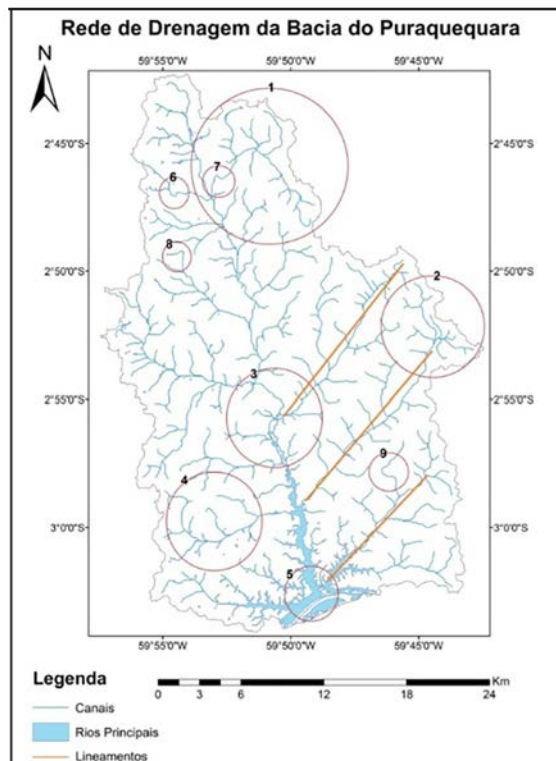 Rede de Drenagem da Bacia do Puraquequara
N
59°55'0"W 59°50'0"W 59°45'0"W
1
2°45'0"S 2°45'0"S
7
6
8
2°50'0"S 2°50'0"S
2
3
2°55'0"S 2°55'0"S
9
4
3°0'0"S 3°0'0"S
5
59°55'0"W 59°50'0"W 59°45'0"W
Legenda
Km
0 3 6 12 18 24
Canais
Rios Principais
Lineamentos